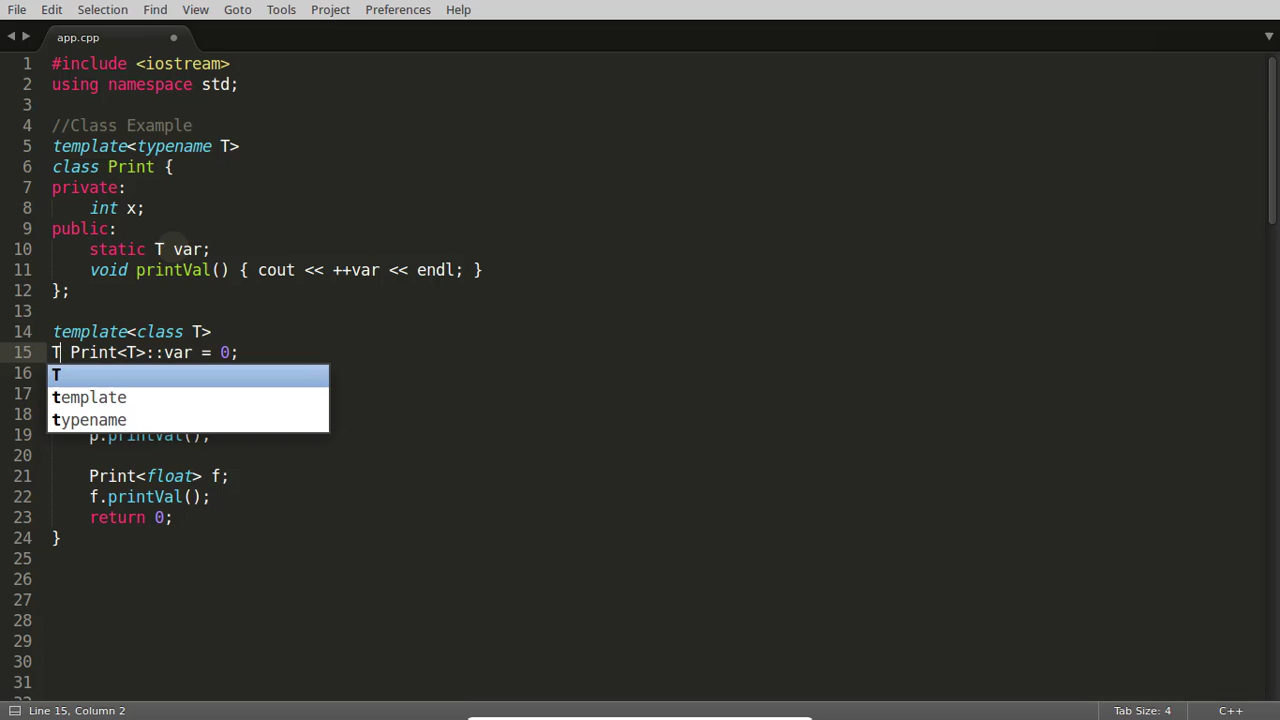 File Edit Selection Find View Goto Tools Project Preferences Help
app.cpp
1 #include <iostream>
2 using namespace std;
3
4 //Class Example
5 template<typename T>
6 class Print {
7 private:
8 int x;
9 public:
10 static T var;
11 void printVal() { cout << ++var << endl; }
12 };
13
14 template<class T>
15 T Print<T>::var = 0;
16 T
17 template
18 typename
19 p.printVal();
20
21 Print<float> f;
22 f.printVal();
23 return 0;
24 }
25
26
27
28
29
30
31
Line 15, Column 2 Tab Size: 4 C++